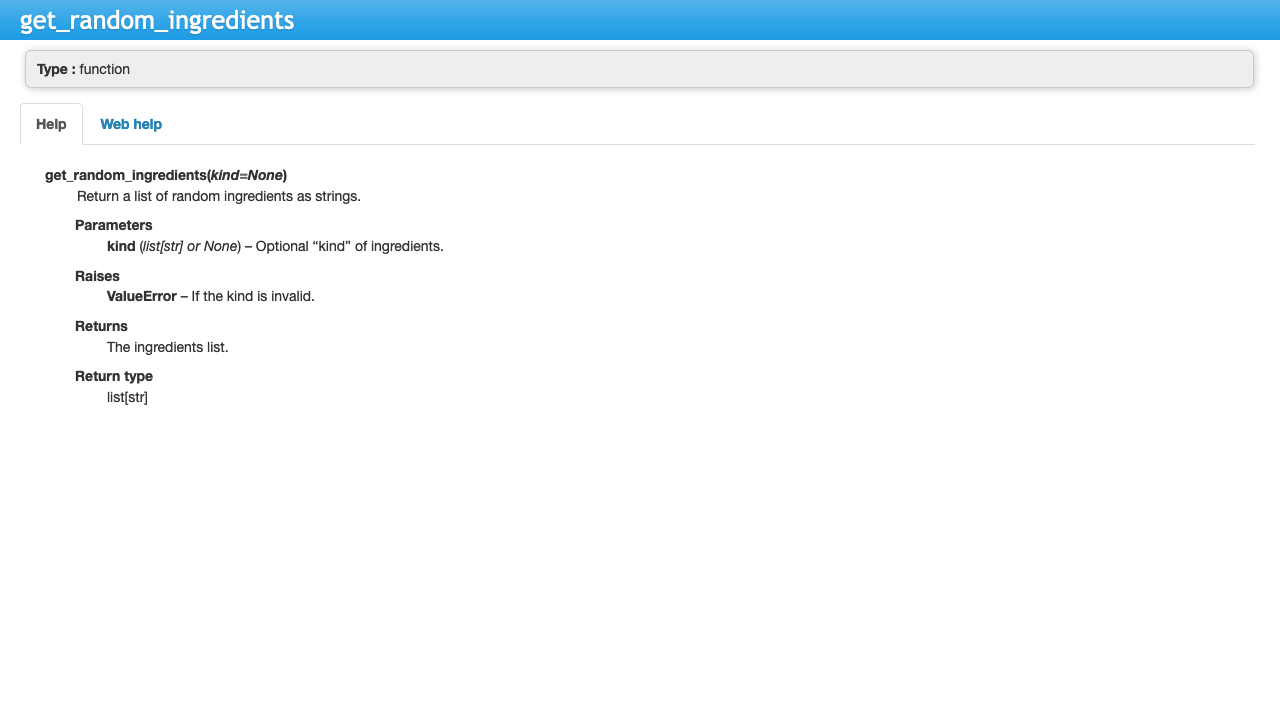 get_random_ingredients
Type : function
Help
Web help
get_random_ingredients(kind=None)
Return a list of random ingredients as strings.
Parameters
kind (list[str] or None) – Optional “kind” of ingredients.
Raises
ValueError – If the kind is invalid.
Returns
The ingredients list.
Return type
list[str]